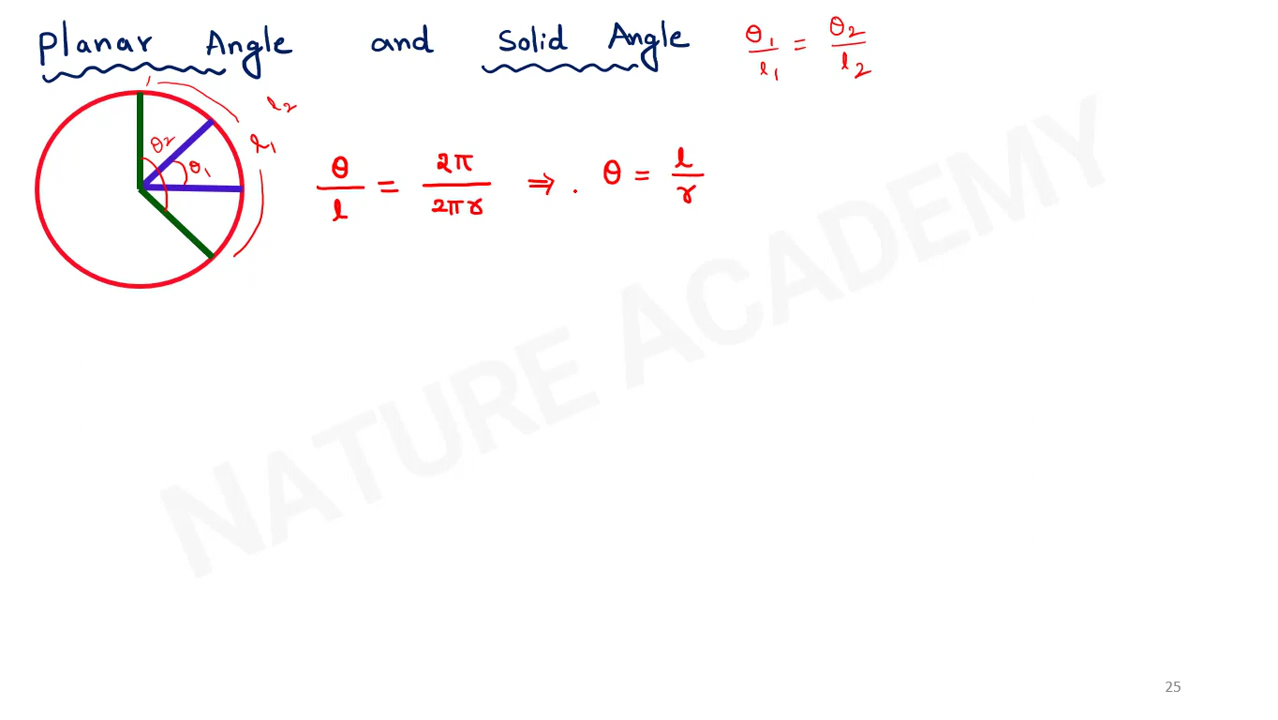 Planar Angle and Solid Angle θ₁/l₁ = θ₂/l₂
l₂
θ₂ l₁
θ₁
θ/l = 2π/2πr ⇒ . θ = l/r
NATURE ACADEMY
25